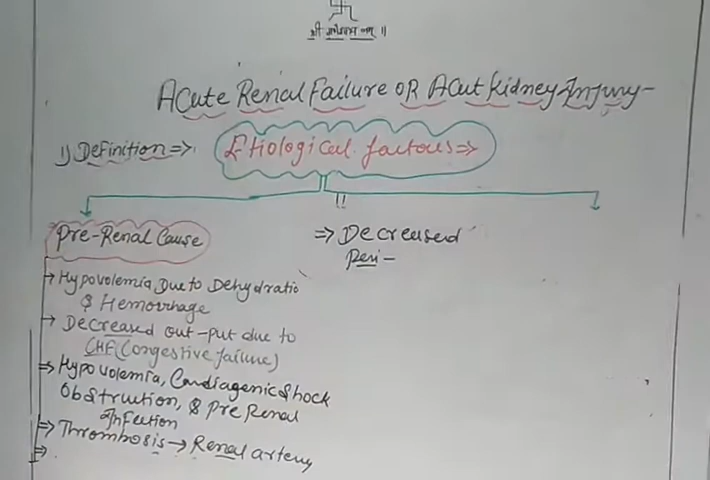 श्री गणेशाय नमः ॥
Acute Renal Failure OR Acut Kidney Injury-
1) Definition => Etiological factors =>
Pre-Renal Cause
=> Decreased
Peri-
→ Hypovolemia Due to Dehydratio
& Hemorrhage
→ Decreased out-put due to
CHF (Congestive failure)
=> Hypovolemia, Cardiagenic Shock
Obstruction, & Pre Renal
Infection
=> Thrombosis → Renal artery
=>